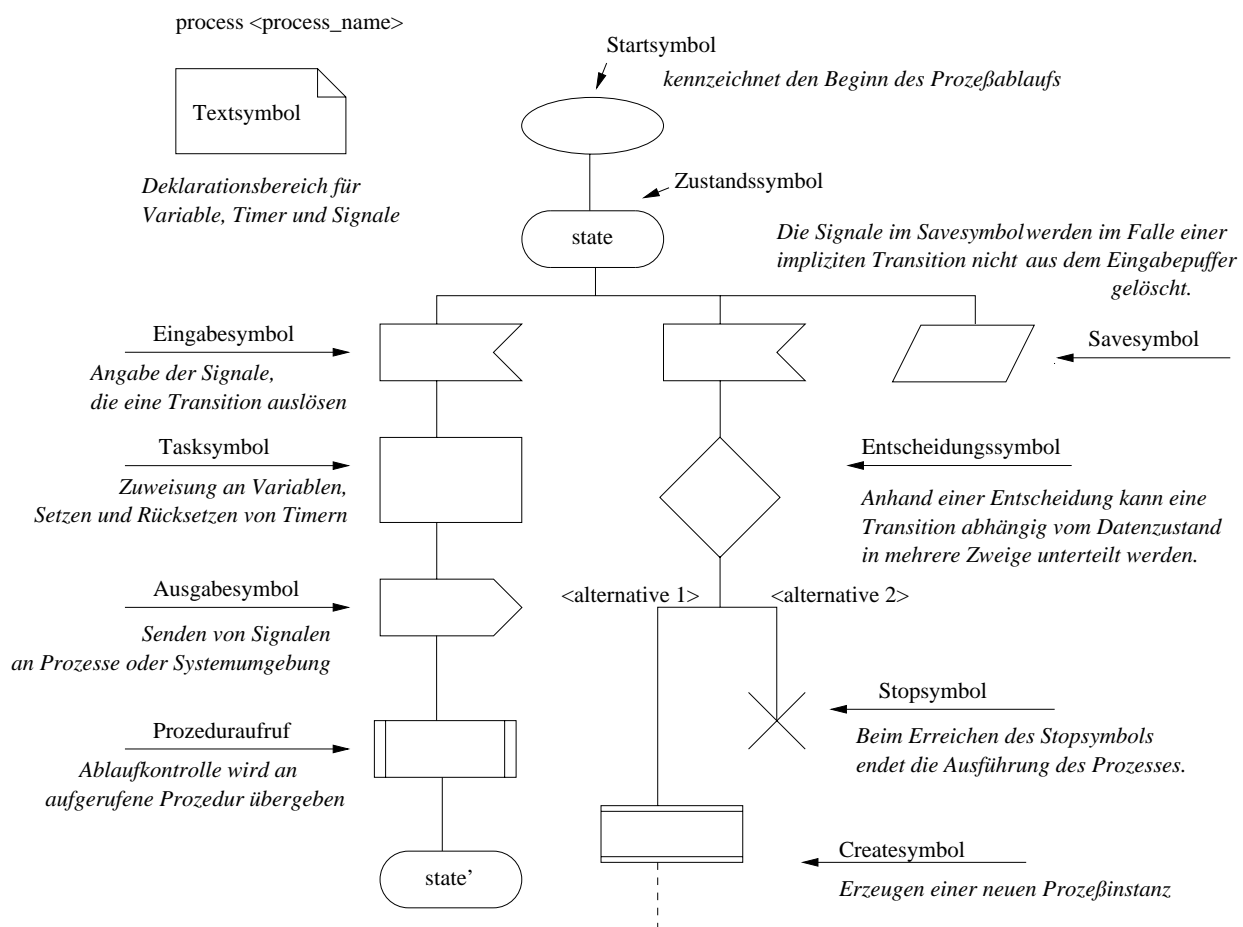 process <process_name>
Startsymbol
kennzeichnet den Beginn des Prozeßablaufs
Textsymbol
Deklarationsbereich für
Variable, Timer und Signale
Zustandssymbol
state
Die Signale im Savesymbolwerden im Falle einer
impliziten Transition nicht aus dem Eingabepuffer
gelöscht.
Eingabesymbol
Angabe der Signale,
die eine Transition auslösen
Savesymbol
Tasksymbol
Zuweisung an Variablen,
Setzen und Rücksetzen von Timern
Entscheidungssymbol
Anhand einer Entscheidung kann eine
Transition abhängig vom Datenzustand
in mehrere Zweige unterteilt werden.
Ausgabesymbol
Senden von Signalen
an Prozesse oder Systemumgebung
<alternative 1>
<alternative 2>
Stopsymbol
Beim Erreichen des Stopsymbols
endet die Ausführung des Prozesses.
Prozeduraufruf
Ablaufkontrolle wird an
aufgerufene Prozedur übergeben
state’
Createsymbol
Erzeugen einer neuen Prozeßinstanz